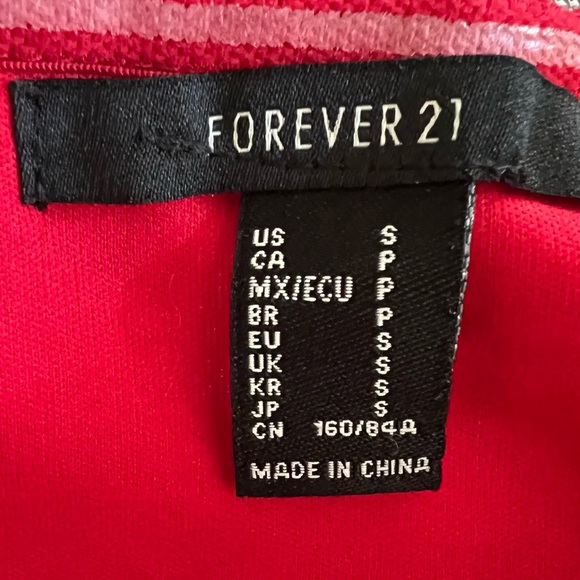 FOREVER 21
US S
CA P
MX/ECU P
BR P
EU S
UK S
KR S
JP S
CN 160/84A
MADE IN CHINA